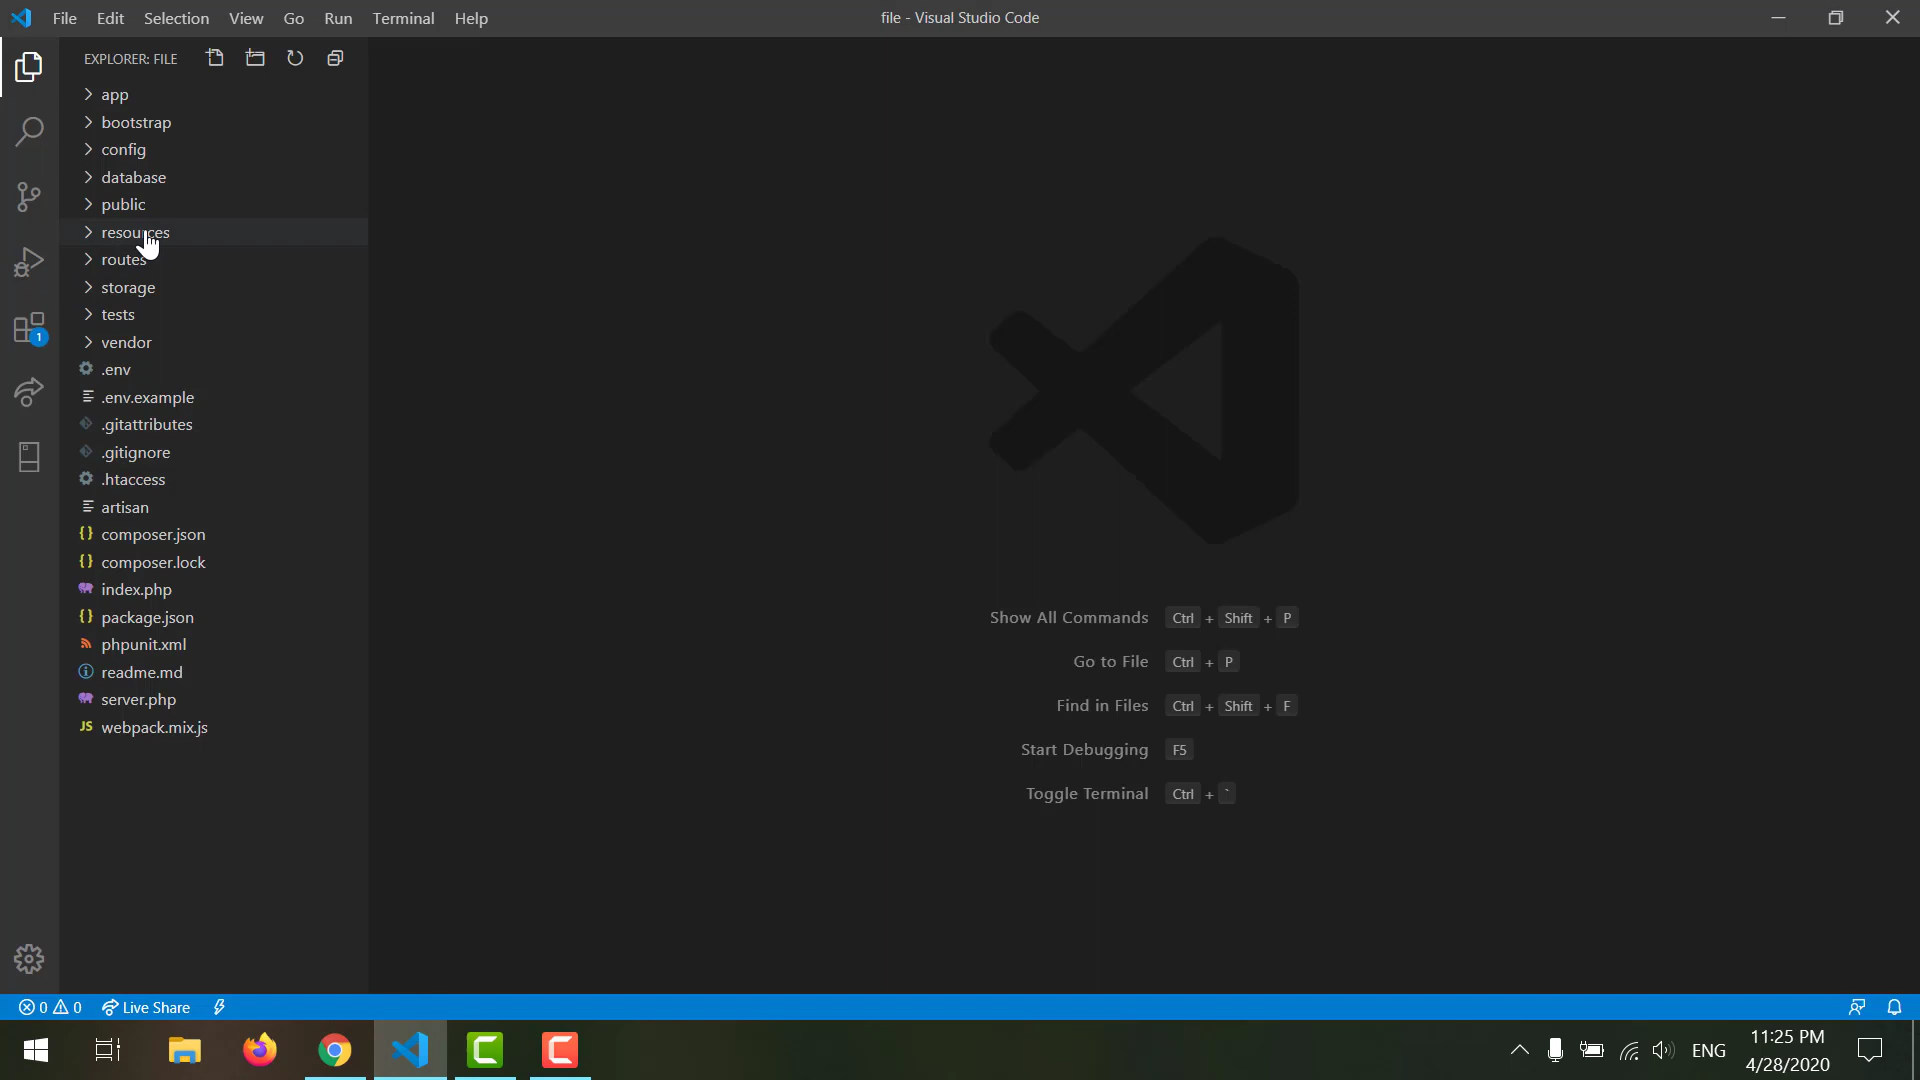 File Edit Selection View Go Run Terminal Help
file - Visual Studio Code
EXPLORER: FILE
app
bootstrap
config
database
public
resources
routes
storage
tests
vendor
.env
.env.example
.gitattributes
.gitignore
.htaccess
artisan
{} composer.json
{} composer.lock
index.php
{} package.json
phpunit.xml
readme.md
server.php
JS webpack.mix.js
1
Show All Commands Ctrl + Shift + P
Go to File Ctrl + P
Find in Files Ctrl + Shift + F
Start Debugging F5
Toggle Terminal Ctrl + `
0 0 Live Share
ENG
11:25 PM
4/28/2020